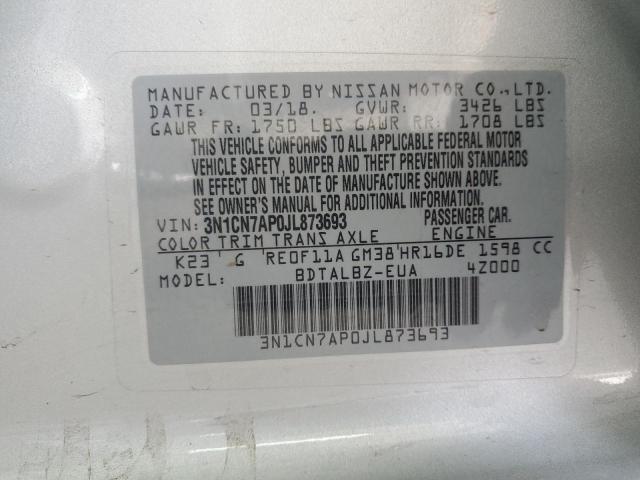 MANUFACTURED BY NISSAN MOTOR CO.,LTD.
DATE: 03/18. GVWR: 3426 LBS
GAWR FR: 1750 LBS GAWR RR: 1708 LBS
THIS VEHICLE CONFORMS TO ALL APPLICABLE FEDERAL MOTOR
VEHICLE SAFETY, BUMPER AND THEFT PREVENTION STANDARDS
IN EFFECT ON THE DATE OF MANUFACTURE SHOWN ABOVE.
SEE OWNER'S MANUAL FOR ADDITIONAL INFORMATION.
VIN: 3N1CN7AP0JL873693 PASSENGER CAR.
COLOR TRIM TRANS AXLE ENGINE
K23 G RE0F11A GM38 HR16DE 1598 CC
MODEL: BDTALBZ-EUA 4Z000
3N1CN7AP0JL873693